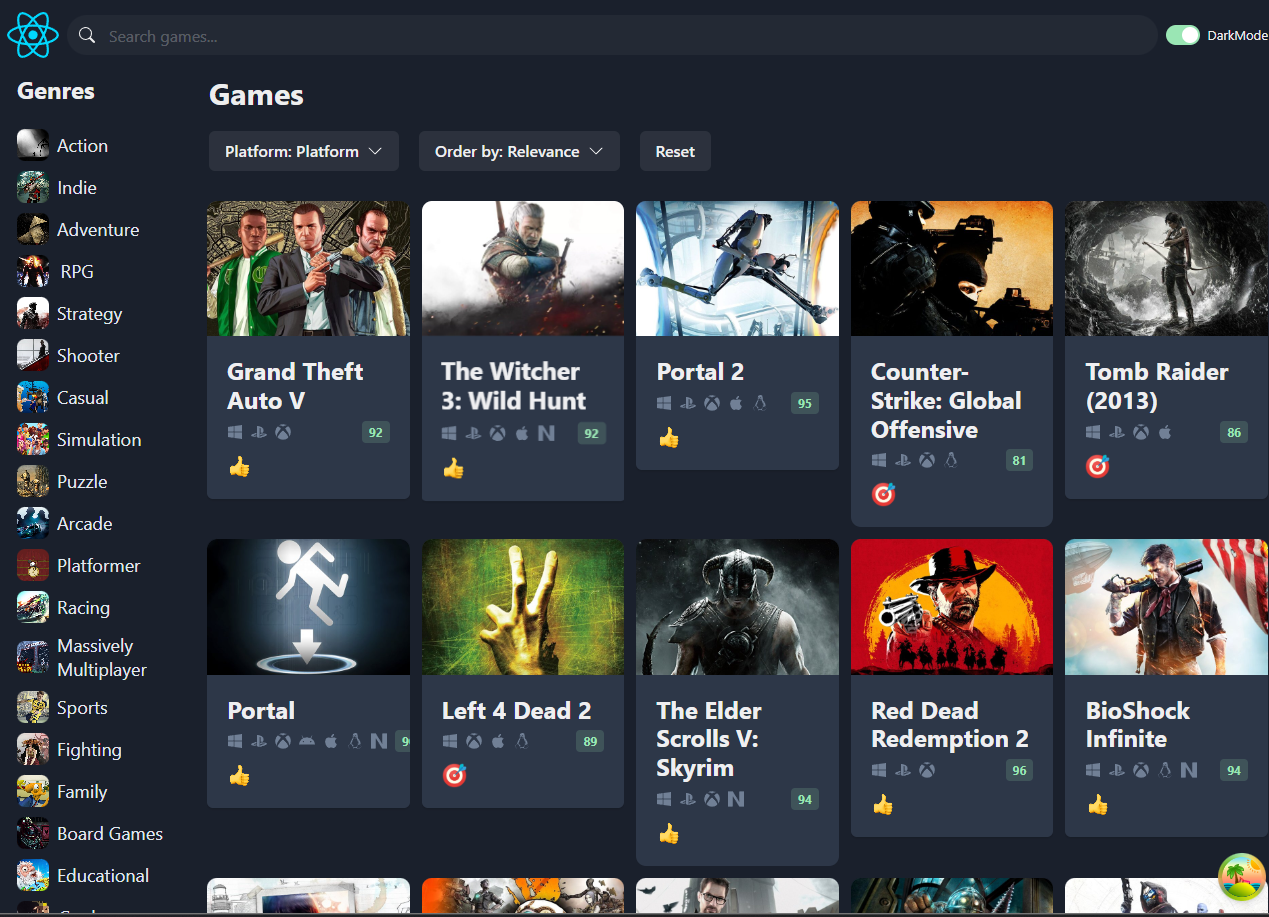 Search games...
DarkMode
Genres
Action
Indie
Adventure
RPG
Strategy
Shooter
Casual
Simulation
Puzzle
Arcade
Platformer
Racing
Massively
Multiplayer
Sports
Fighting
Family
Board Games
Educational
Games
Platform: Platform
Order by: Relevance
Reset
Grand Theft
Auto V
92
The Witcher
3: Wild Hunt
92
Portal 2
95
Counter-
Strike: Global
Offensive
81
Tomb Raider
(2013)
86
Portal
Left 4 Dead 2
89
The Elder
Scrolls V:
Skyrim
94
Red Dead
Redemption 2
96
BioShock
Infinite
94